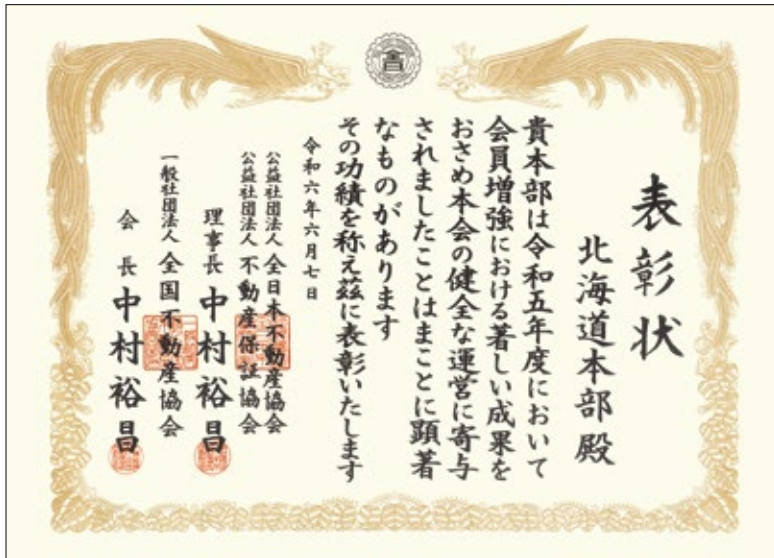 表彰状
北海道本部殿
貴本部は令和五年度において
会員増強における著しい成果を
おさめ本会の健全な運営に寄与
されましたことはまことに顕著
なものがあります
その功績を称え茲に表彰いたします
令和六年六月七日
公益社団法人 全日本不動産協会
公益社団法人 不動産保証協会
理事長 中村裕昌
一般社団法人 全国不動産協会
会長 中村裕昌